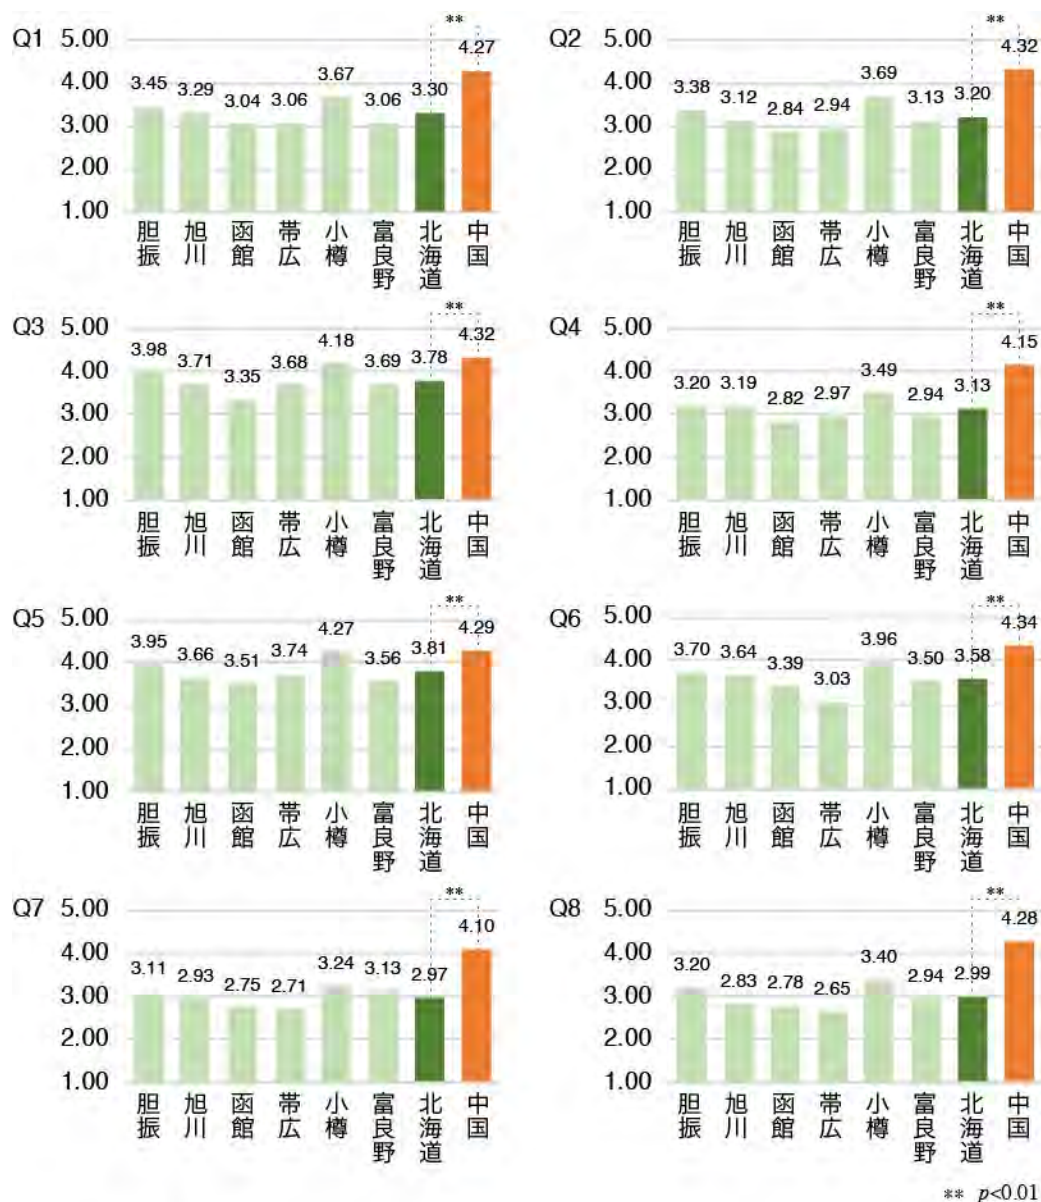 Q1
5.00
4.00
3.00
2.00
1.00
3.45 3.29 3.04 3.06 3.67 3.06 3.30 4.27
**
胆振 旭川 函館 帯広 小樽 富良野 北海道 中国
Q2
5.00
4.00
3.00
2.00
1.00
3.38 3.12 2.84 2.94 3.69 3.13 3.20 4.32
**
胆振 旭川 函館 帯広 小樽 富良野 北海道 中国
Q3
5.00
4.00
3.00
2.00
1.00
3.98 3.71 3.35 3.68 4.18 3.69 3.78 4.32
**
胆振 旭川 函館 帯広 小樽 富良野 北海道 中国
Q4
5.00
4.00
3.00
2.00
1.00
3.20 3.19 2.82 2.97 3.49 2.94 3.13 4.15
**
胆振 旭川 函館 帯広 小樽 富良野 北海道 中国
Q5
5.00
4.00
3.00
2.00
1.00
3.95 3.66 3.51 3.74 4.27 3.56 3.81 4.29
**
胆振 旭川 函館 帯広 小樽 富良野 北海道 中国
Q6
5.00
4.00
3.00
2.00
1.00
3.70 3.64 3.39 3.03 3.96 3.50 3.58 4.34
**
胆振 旭川 函館 帯広 小樽 富良野 北海道 中国
Q7
5.00
4.00
3.00
2.00
1.00
3.11 2.93 2.75 2.71 3.24 3.13 2.97 4.10
**
胆振 旭川 函館 帯広 小樽 富良野 北海道 中国
Q8
5.00
4.00
3.00
2.00
1.00
3.20 2.83 2.78 2.65 3.40 2.94 2.99 4.28
**
胆振 旭川 函館 帯広 小樽 富良野 北海道 中国
** p<0.01